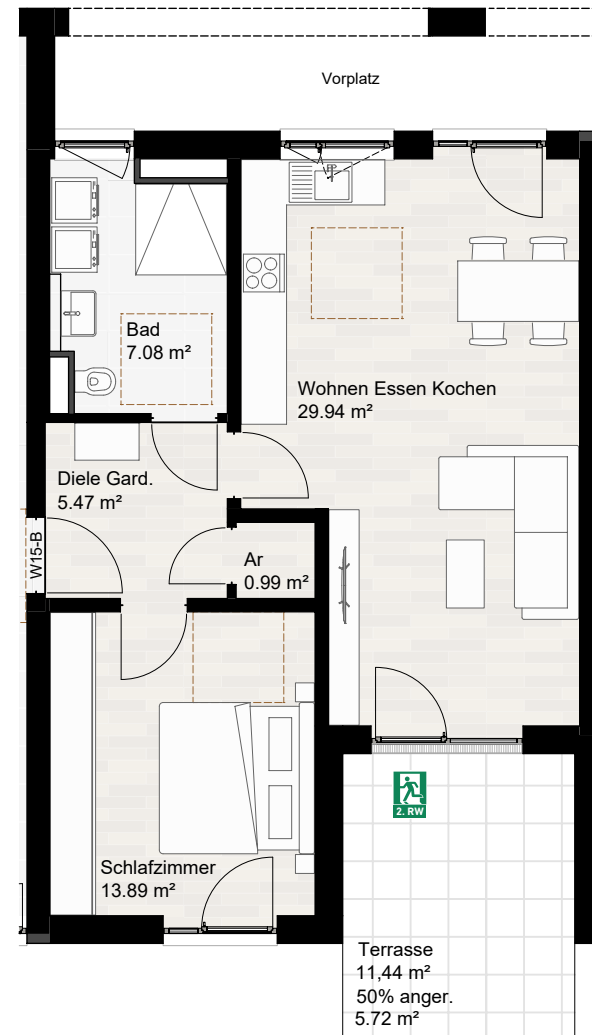 Vorplatz
Bad
7.08 m²
Wohnen Essen Kochen
29.94 m²
Diele Gard.
5.47 m²
W15-B
Ar
0.99 m²
2. RW
Schlafzimmer
13.89 m²
Terrasse
11,44 m²
50% anger.
5.72 m²